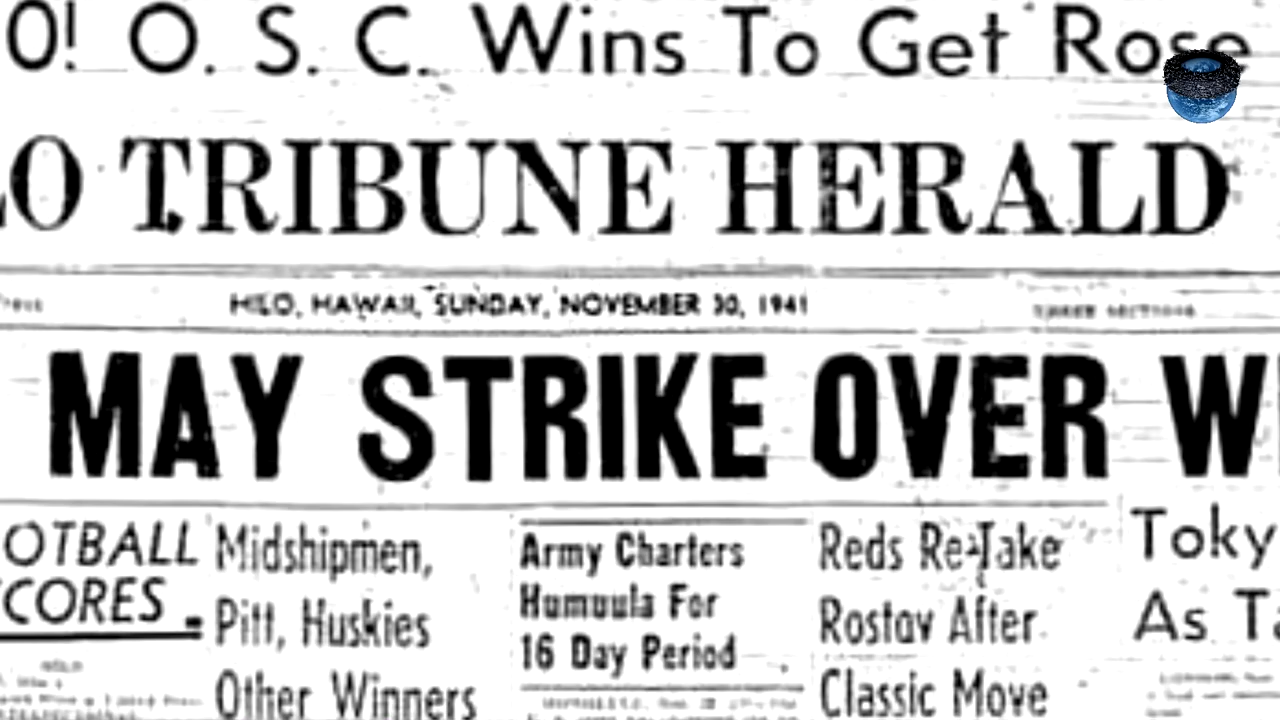 O! O. S. C. Wins To Get Rose
LO TRIBUNE HERALD
HILO, HAWAII, SUNDAY, NOVEMBER 30, 1941
MAY STRIKE OVER W
OTBALL
CORES
Midshipmen,
Pitt, Huskies
Other Winners
Army Charters
Humuula For
16 Day Period
Reds Re-Take
Rostov After
Classic Move
Toky
As Ta